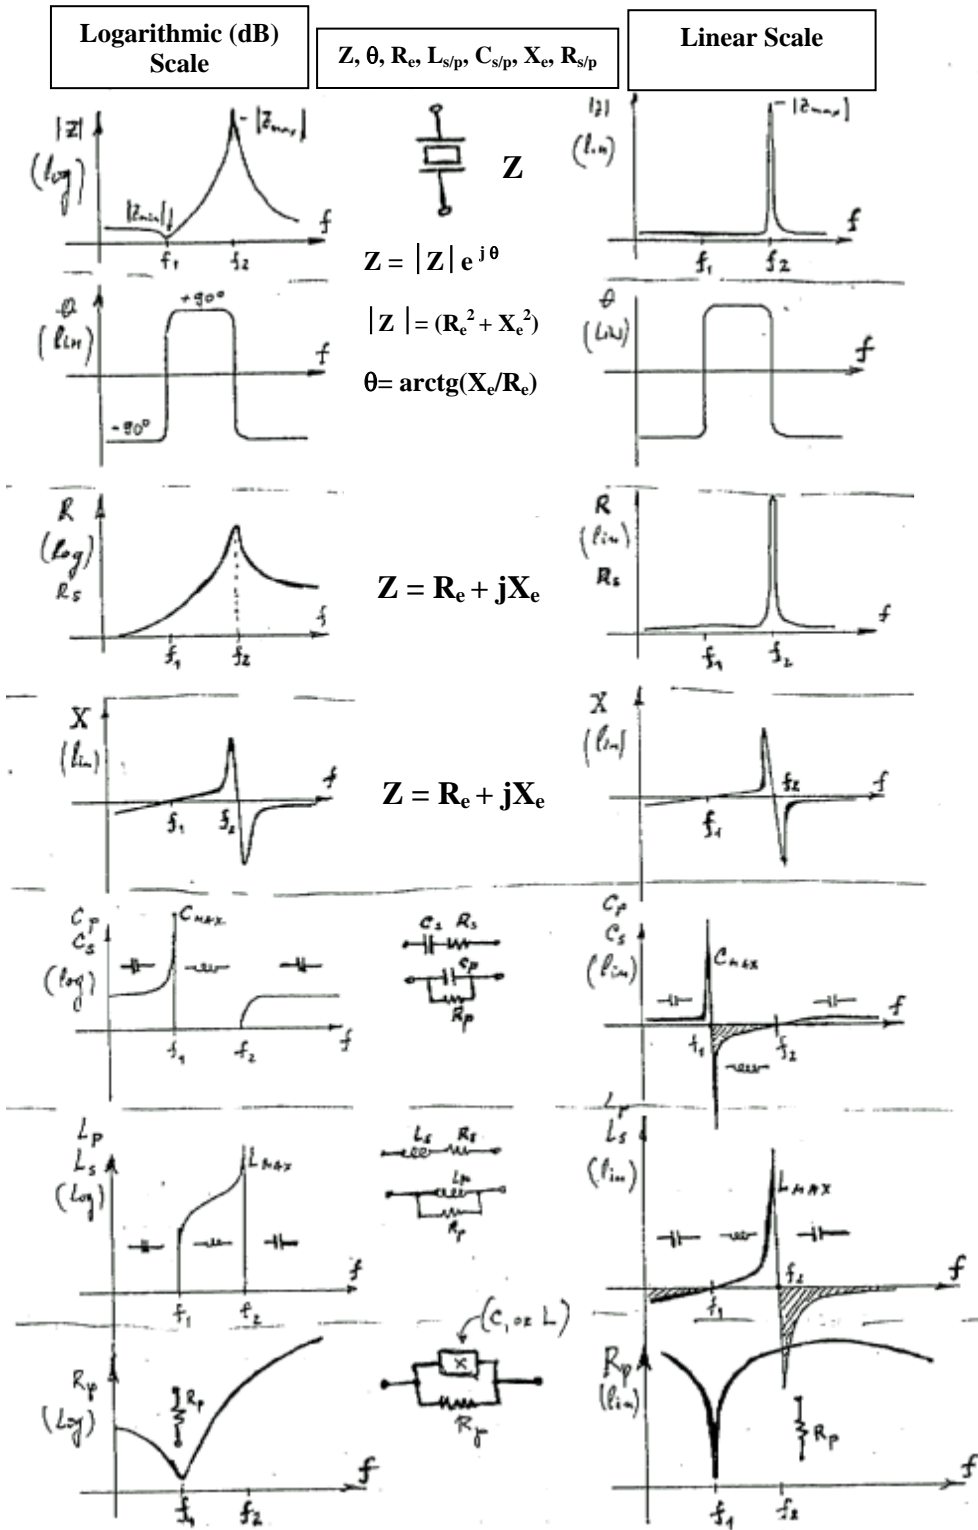 Logarithmic (dB)
Scale
Z, θ, Rₑ, L_{s/p}, C_{s/p}, Xₑ, R_{s/p}
Linear Scale
|Z|
(log)
|Zmax|
|Zmin|
f
f₁
f₂
Z
|Z|
(lin)
|Zmax|
f
f₁
f₂
Z = |Z| e^{jθ}
|Z| = (Rₑ² + Xₑ²)
θ= arctg(Xₑ/Rₑ)
θ
(lin)
+90°
-90°
f
θ
(Lin)
f
R
(log)
Rs
f
f₁
f₂
Z = Rₑ + jXₑ
R
(lin)
Rs
f
f₁
f₂
X
(lin)
f
f₁
f₂
Z = Rₑ + jXₑ
X
(lin)
f
f₁
f₂
Cp
Cs
(log)
CMAX
f
f₁
f₂
Cs Rs
Cp
Rp
Cp
Cs
(lin)
CMAX
f
f₁
f₂
Lp
Ls
(Log)
LMAX
f
f₁
f₂
Ls Rs
Lp
Rp
Lp
Ls
(lin)
LMAX
f
f₁
f₂
Rp
(Log)
Rp
f
f₁
f₂
(C, or L)
X
Rp
Rp
(lin)
Rp
f
f₁
f₂